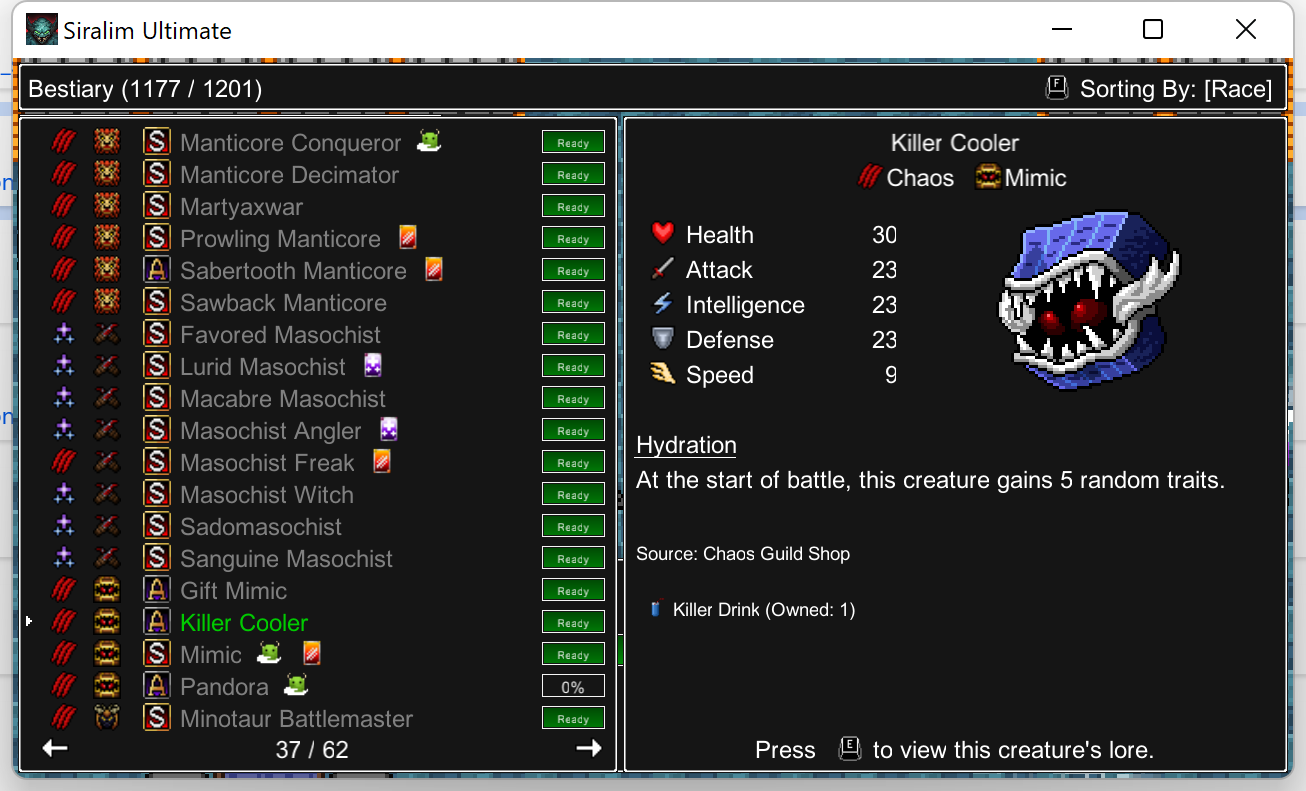 Siralim Ultimate
Bestiary (1177 / 1201)
F Sorting By: [Race]
S Manticore Conqueror Ready
S Manticore Decimator Ready
S Martyaxwar Ready
S Prowling Manticore Ready
A Sabertooth Manticore Ready
S Sawback Manticore Ready
S Favored Masochist Ready
S Lurid Masochist Ready
S Macabre Masochist Ready
S Masochist Angler Ready
S Masochist Freak Ready
S Masochist Witch Ready
S Sadomasochist Ready
S Sanguine Masochist Ready
A Gift Mimic Ready
A Killer Cooler Ready
S Mimic Ready
A Pandora 0%
S Minotaur Battlemaster Ready
37 / 62
Killer Cooler
Chaos Mimic
Health 30
Attack 23
Intelligence 23
Defense 23
Speed 9
Hydration
At the start of battle, this creature gains 5 random traits.
Source: Chaos Guild Shop
Killer Drink (Owned: 1)
Press E to view this creature's lore.